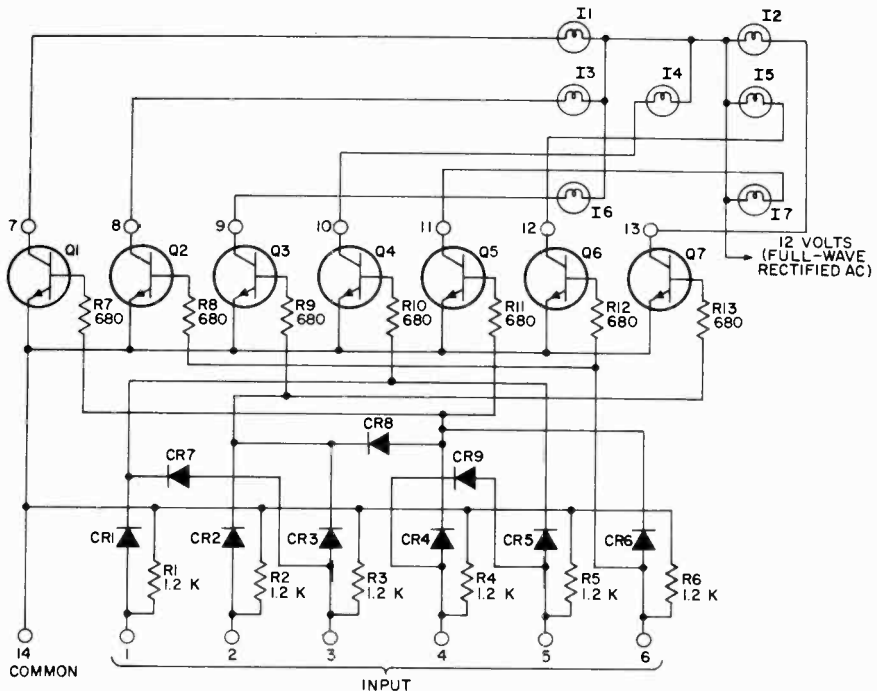 I1
I2
I3
I4
I5
I6
I7
7
8
9
10
11
12
13
12 VOLTS
(FULL-WAVE
RECTIFIED AC)
Q1
Q2
Q3
Q4
Q5
Q6
Q7
R7
680
R8
680
R9
680
R10
680
R11
680
R12
680
R13
680
CR8
CR7
CR9
CR1
CR2
CR3
CR4
CR5
CR6
R1
1.2 K
R2
1.2 K
R3
1.2 K
R4
1.2 K
R5
1.2 K
R6
1.2 K
14
COMMON
1
2
3
4
5
6
INPUT